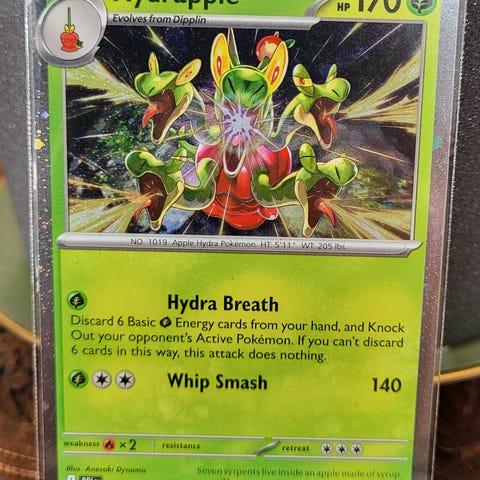 Hydrapple
HP 170
Evolves from Dipplin
NO. 1019 Apple Hydra Pokémon. HT: 5'11" WT: 205 lbs.
Hydra Breath
Discard 6 Basic Energy cards from your hand, and Knock
Out your opponent's Active Pokémon. If you can't discard
6 cards in this way, this attack does nothing.
Whip Smash 140
weakness ×2 resistance retreat
Illus. Anesaki Dynamic
Seven serpents live inside an apple made of syrup.